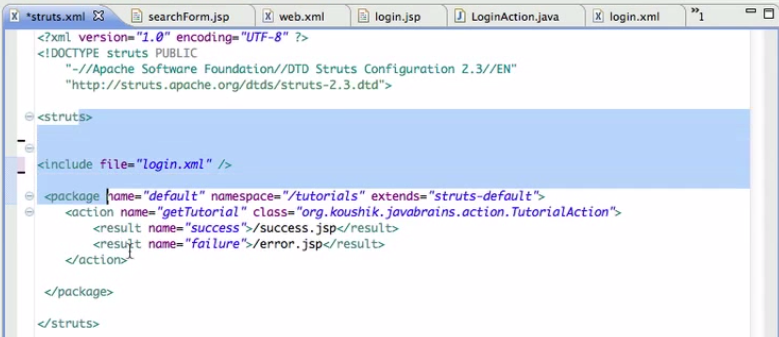 *struts.xml searchForm.jsp web.xml login.jsp LoginAction.java login.xml »1
<?xml version="1.0" encoding="UTF-8" ?>
<!DOCTYPE struts PUBLIC
"-//Apache Software Foundation//DTD Struts Configuration 2.3//EN"
"http://struts.apache.org/dtds/struts-2.3.dtd">
<struts>
<include file="login.xml" />
<package name="default" namespace="/tutorials" extends="struts-default">
<action name="getTutorial" class="org.koushik.javabrains.action.TutorialAction">
<result name="success">/success.jsp</result>
<result name="failure">/error.jsp</result>
</action>
</package>
</struts>